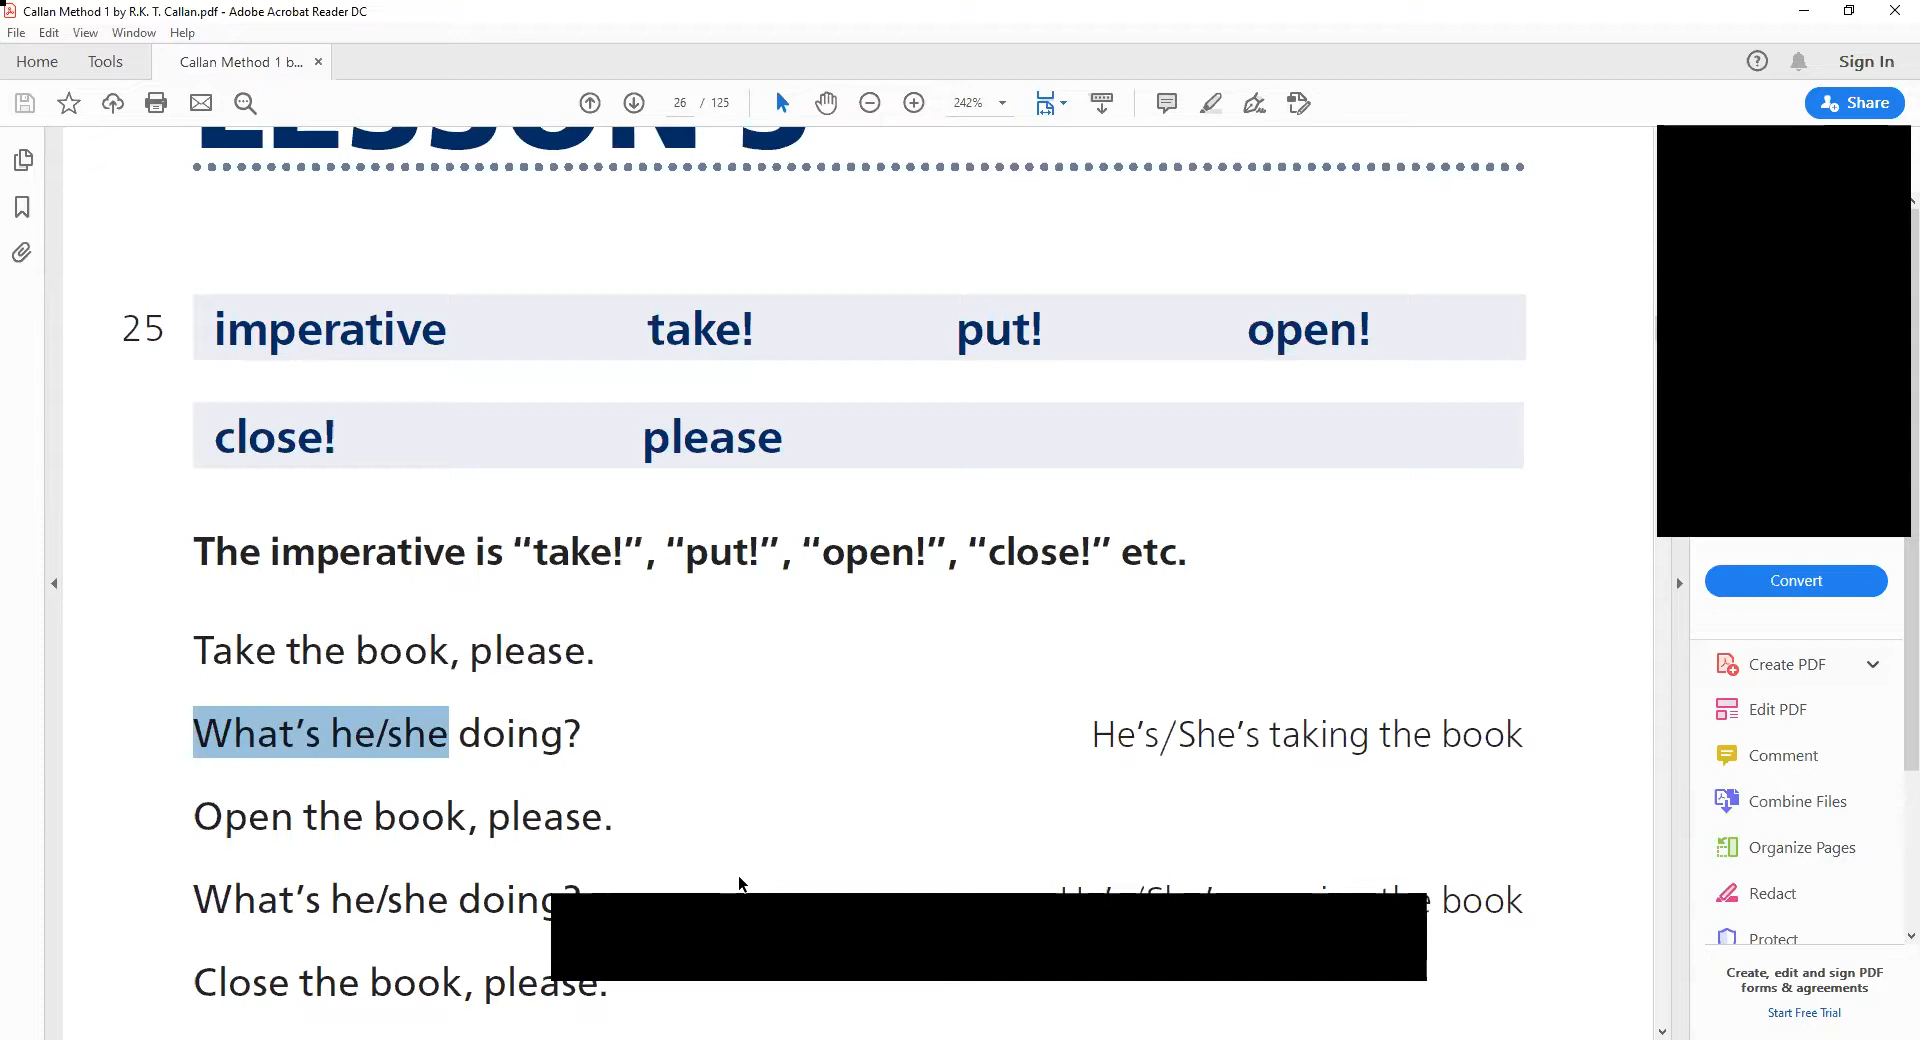 Callan Method 1 by R.K. T. Callan.pdf - Adobe Acrobat Reader DC
File Edit View Window Help
Home Tools Callan Method 1 b... Sign In
26 / 125 242% Share
LESSON 5
25 imperative take! put! open!
close! please
The imperative is “take!”, “put!”, “open!”, “close!” etc.
Take the book, please.
What’s he/she doing? He’s/She’s taking the book
Open the book, please.
What’s he/she doing? the book
Close the book, please.
Convert
Create PDF
Edit PDF
Comment
Combine Files
Organize Pages
Redact
Protect
Create, edit and sign PDF
forms & agreements
Start Free Trial